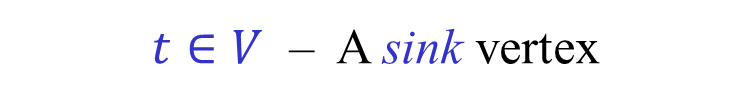 t ∈ V – A sink vertex